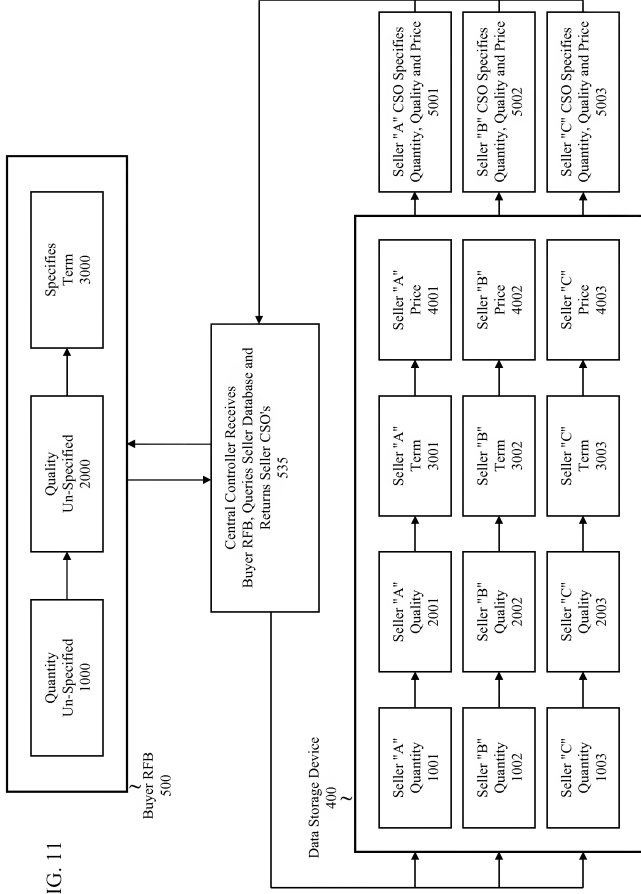 IG. 11
Quantity
Un-Specified
1000
Quality
Un-Specified
2000
Specifies
Term
3000
Buyer RFB
500
Central Controller Receives
Buyer RFB, Queries Seller Database and
Returns Seller CSO's
535
Data Storage Device
400
Seller "A"
Quantity
1001
Seller "A"
Quality
2001
Seller "A"
Term
3001
Seller "A"
Price
4001
Seller "A" CSO Specifies
Quantity, Quality and Price
5001
Seller "B"
Quantity
1002
Seller "B"
Quality
2002
Seller "B"
Term
3002
Seller "B"
Price
4002
Seller "B" CSO Specifies
Quantity, Quality and Price
5002
Seller "C"
Quantity
1003
Seller "C"
Quality
2003
Seller "C"
Term
3003
Seller "C"
Price
4003
Seller "C" CSO Specifies
Quantity, Quality and Price
5003